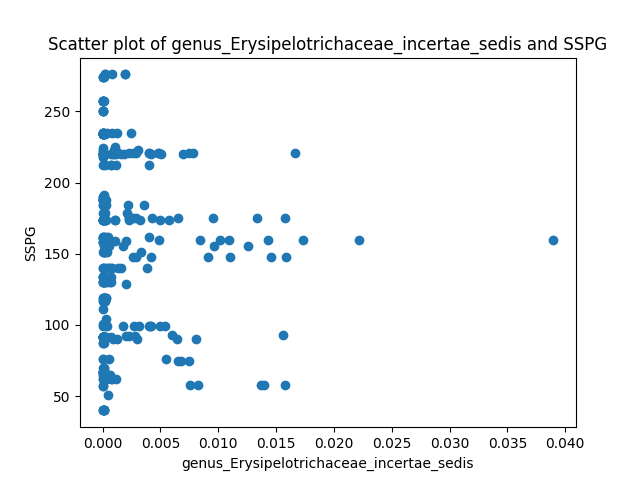 Scatter plot of genus_Erysipelotrichaceae_incertae_sedis and SSPG
250
200
150
100
50
SSPG
0.000 0.005 0.010 0.015 0.020 0.025 0.030 0.035 0.040
genus_Erysipelotrichaceae_incertae_sedis